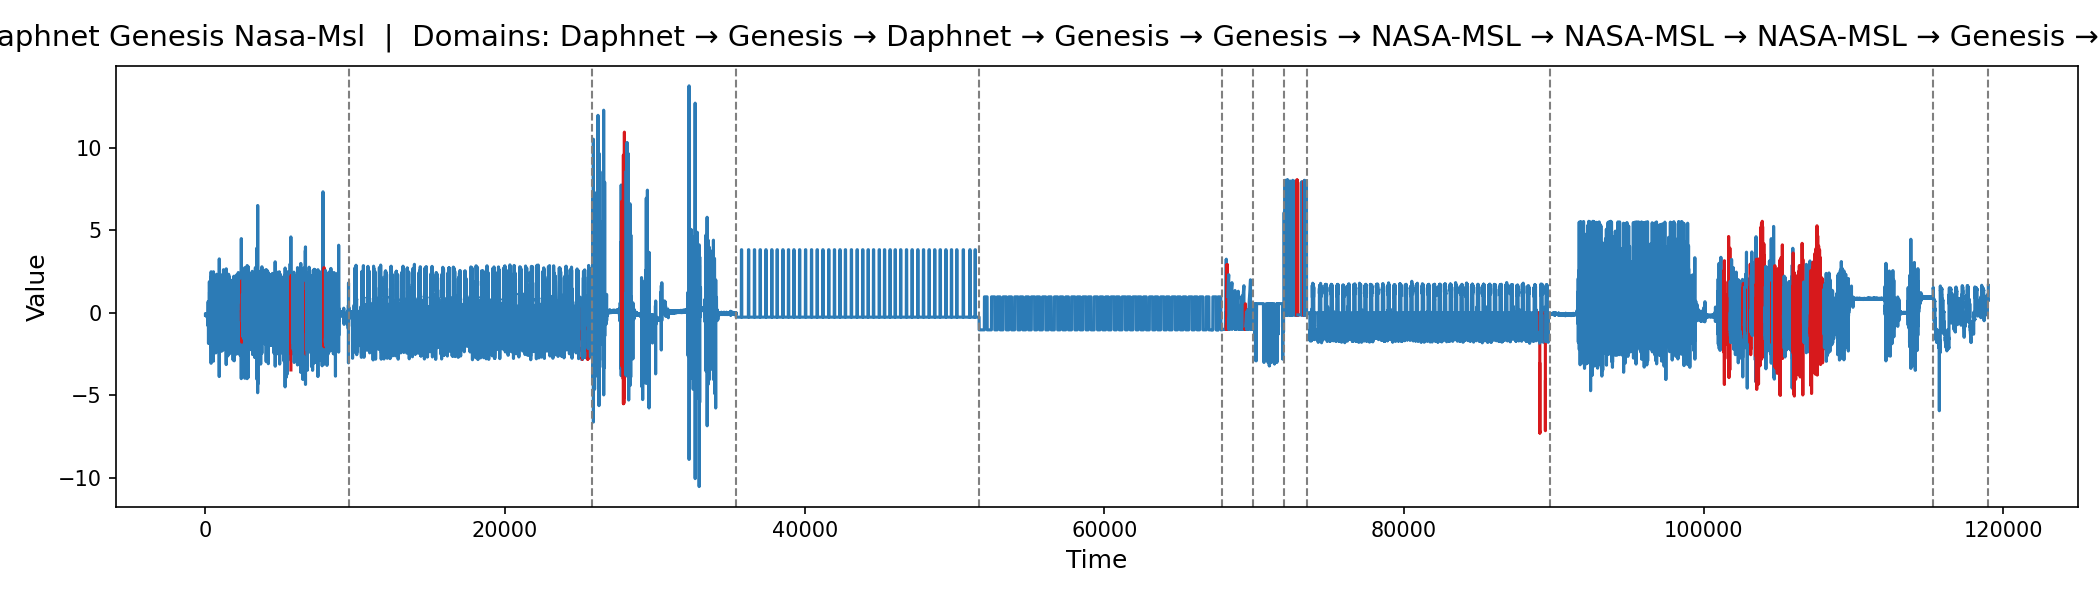 aphnet Genesis Nasa-Msl | Domains: Daphnet → Genesis → Daphnet → Genesis → Genesis → NASA-MSL → NASA-MSL → NASA-MSL → Genesis →
Value
10
5
0
−5
−10
0 20000 40000 60000 80000 100000 120000
Time